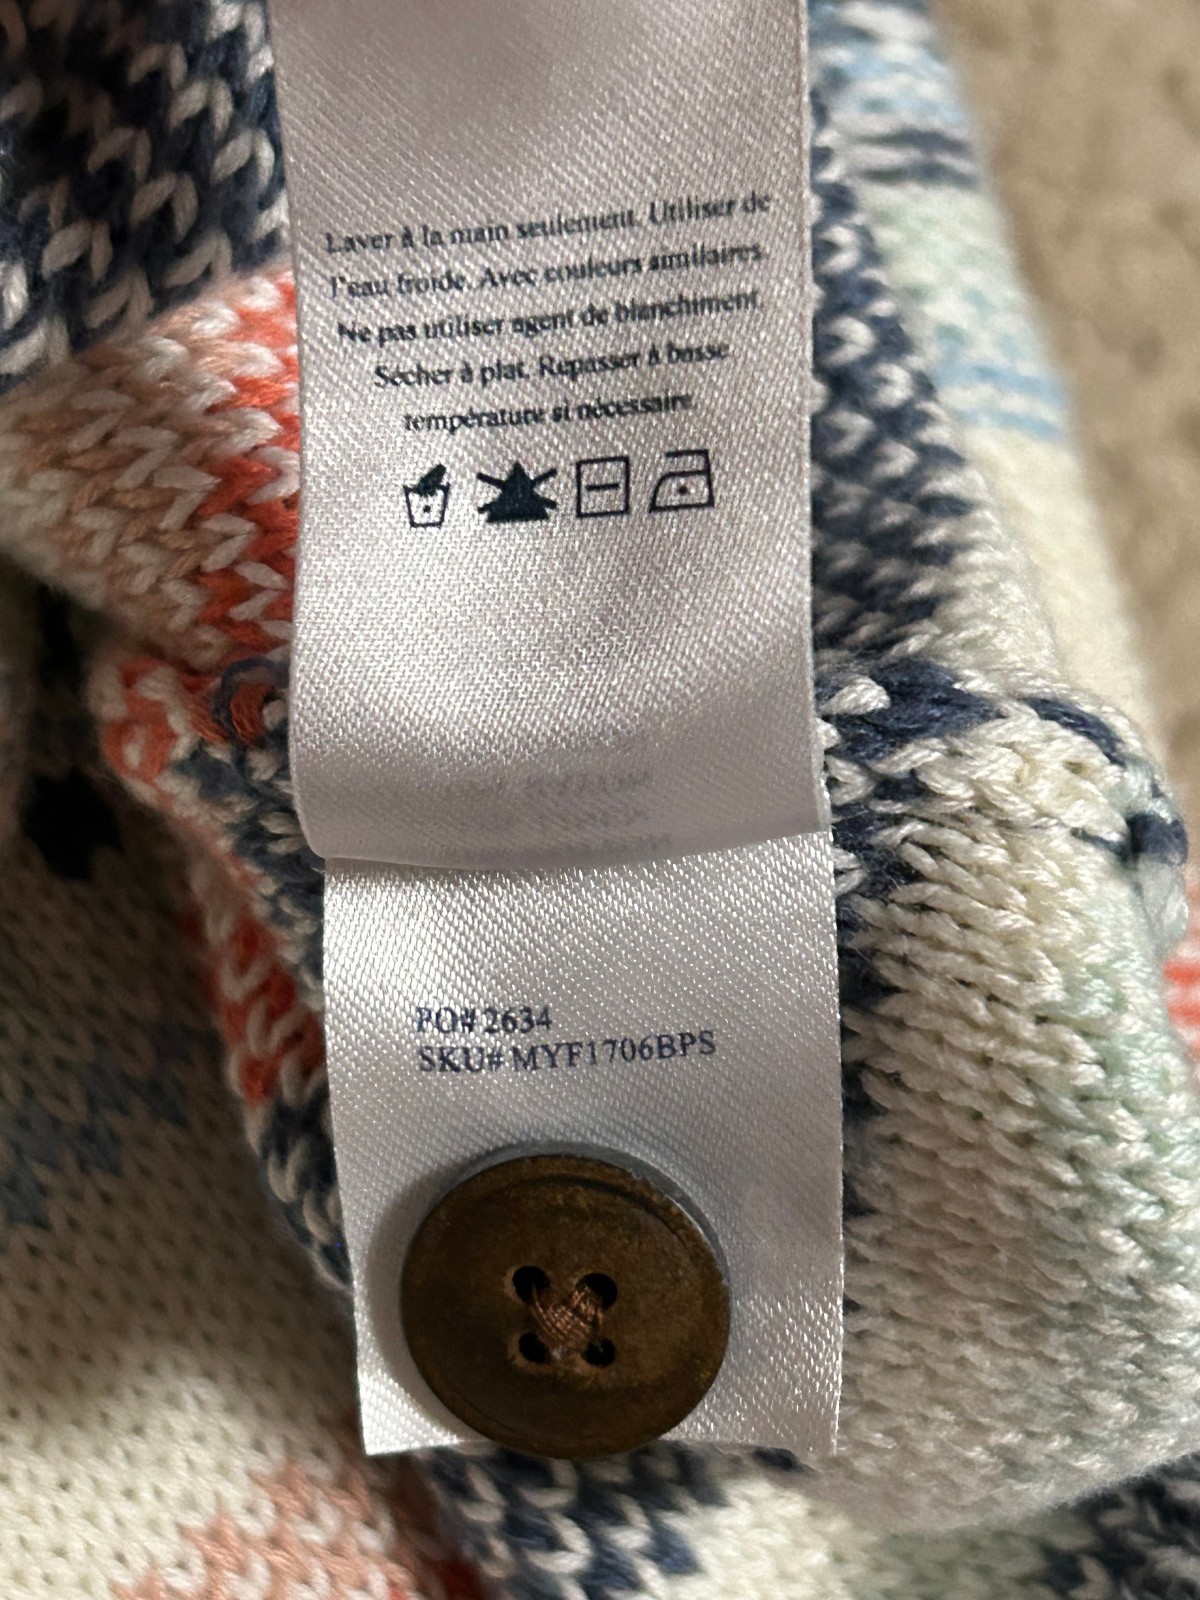 Laver à la main seulement. Utiliser de
l'eau froide. Avec couleurs similaires.
Ne pas utiliser agent de blanchiment.
Sécher à plat. Repasser à basse
température si nécessaire.
PO# 2634
SKU# MYF1706BPS